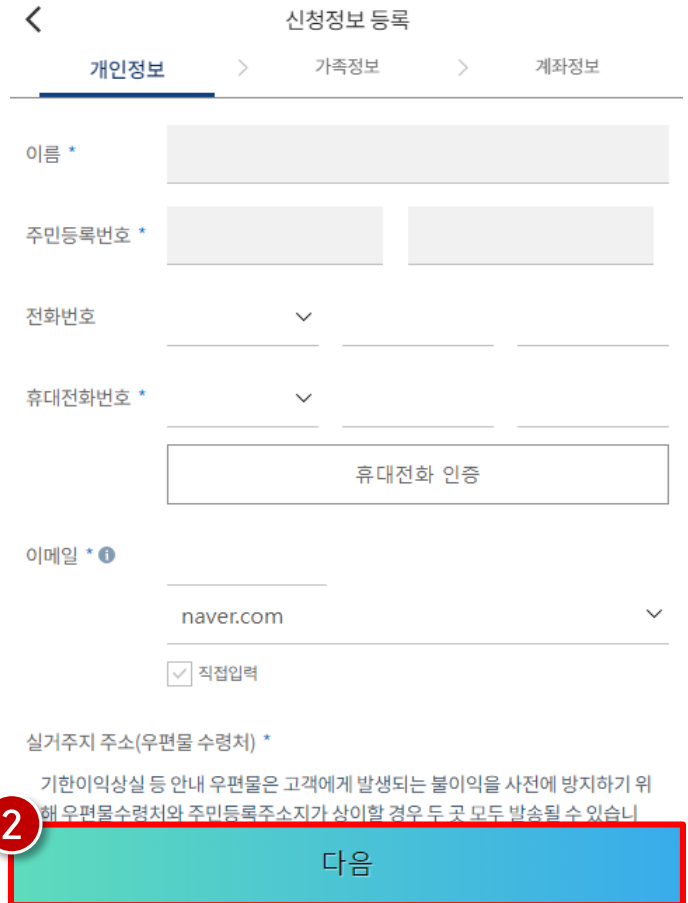 신청정보 등록
개인정보 > 가족정보 > 계좌정보
이름 *
주민등록번호 *
전화번호
휴대전화번호 *
휴대전화 인증
이메일 *
naver.com
직접입력
실거주지 주소(우편물 수령처) *
기한이익상실 등 안내 우편물은 고객에게 발생되는 불이익을 사전에 방지하기 위
해 우편물수령처와 주민등록주소지가 상이할 경우 두 곳 모두 발송될 수 있습니
2
다음